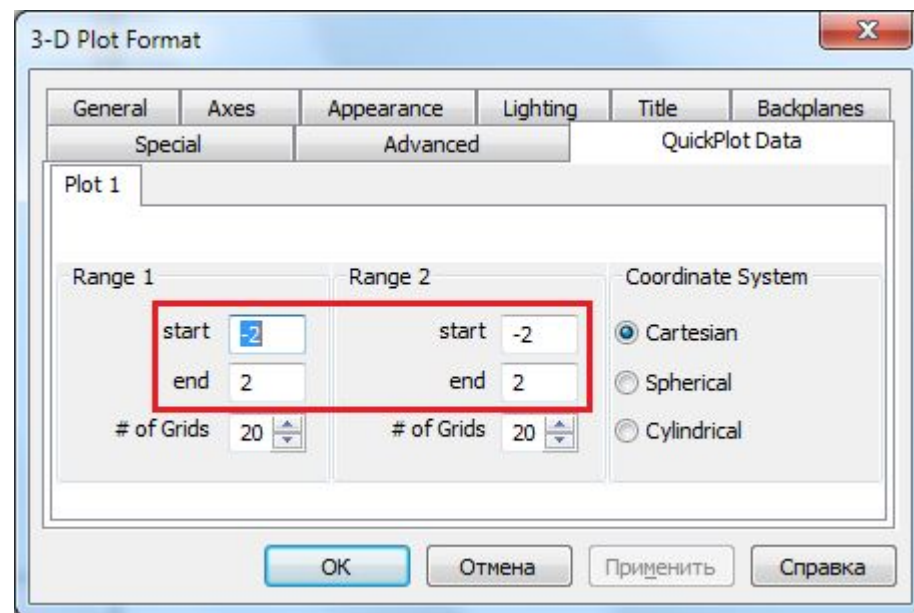 3-D Plot Format
General Axes Appearance Lighting Title Backplanes
Special Advanced QuickPlot Data
Plot 1
Range 1 Range 2 Coordinate System
start -2 start -2 Cartesian
end 2 end 2 Spherical
# of Grids 20 # of Grids 20 Cylindrical
OK Отмена Применить Справка